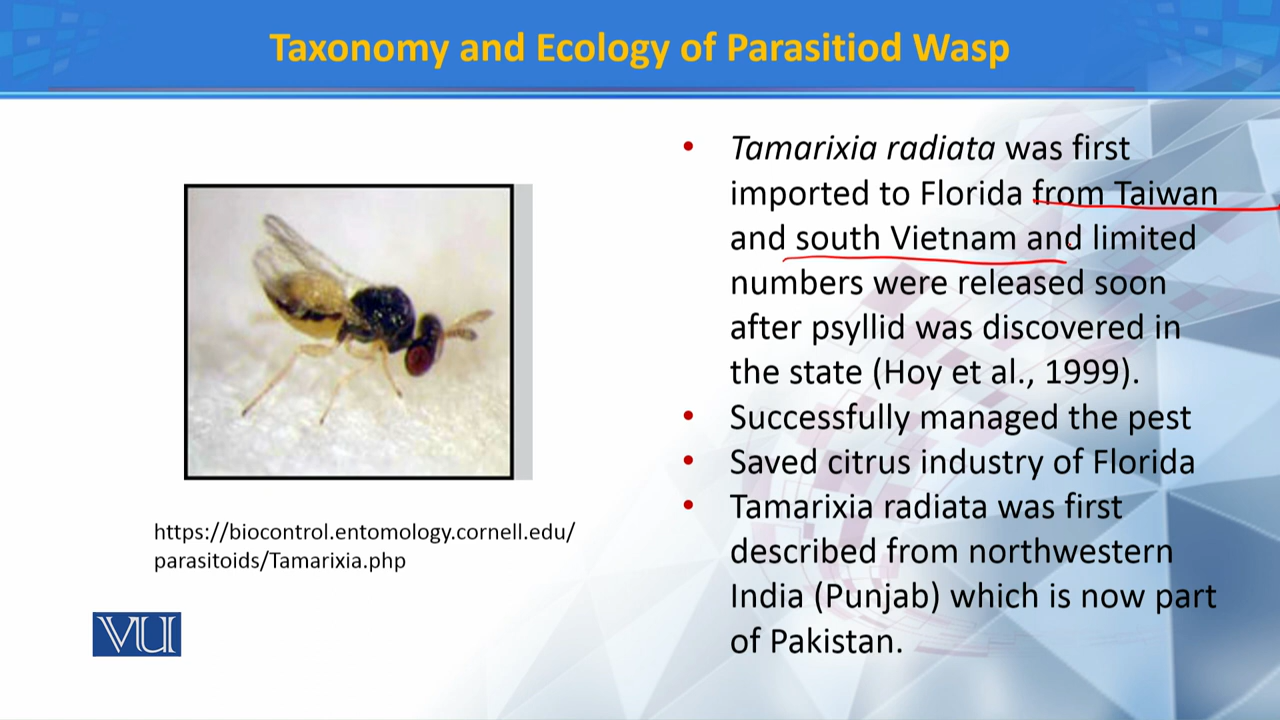 Taxonomy and Ecology of Parasitiod Wasp
• Tamarixia radiata was first
imported to Florida from Taiwan
and south Vietnam and limited
numbers were released soon
after psyllid was discovered in
the state (Hoy et al., 1999).
• Successfully managed the pest
• Saved citrus industry of Florida
• Tamarixia radiata was first
described from northwestern
India (Punjab) which is now part
of Pakistan.
https://biocontrol.entomology.cornell.edu/
parasitoids/Tamarixia.php
VU